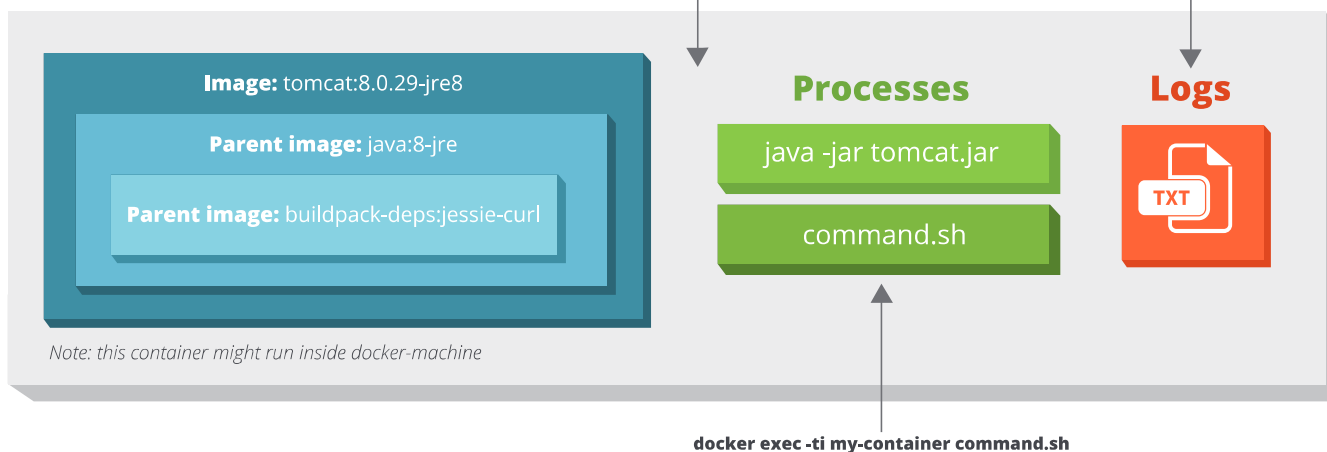 Image: tomcat:8.0.29-jre8
Parent image: java:8-jre
Parent image: buildpack-deps:jessie-curl
Note: this container might run inside docker-machine
Processes
java -jar tomcat.jar
command.sh
Logs
TXT
docker exec -ti my-container command.sh